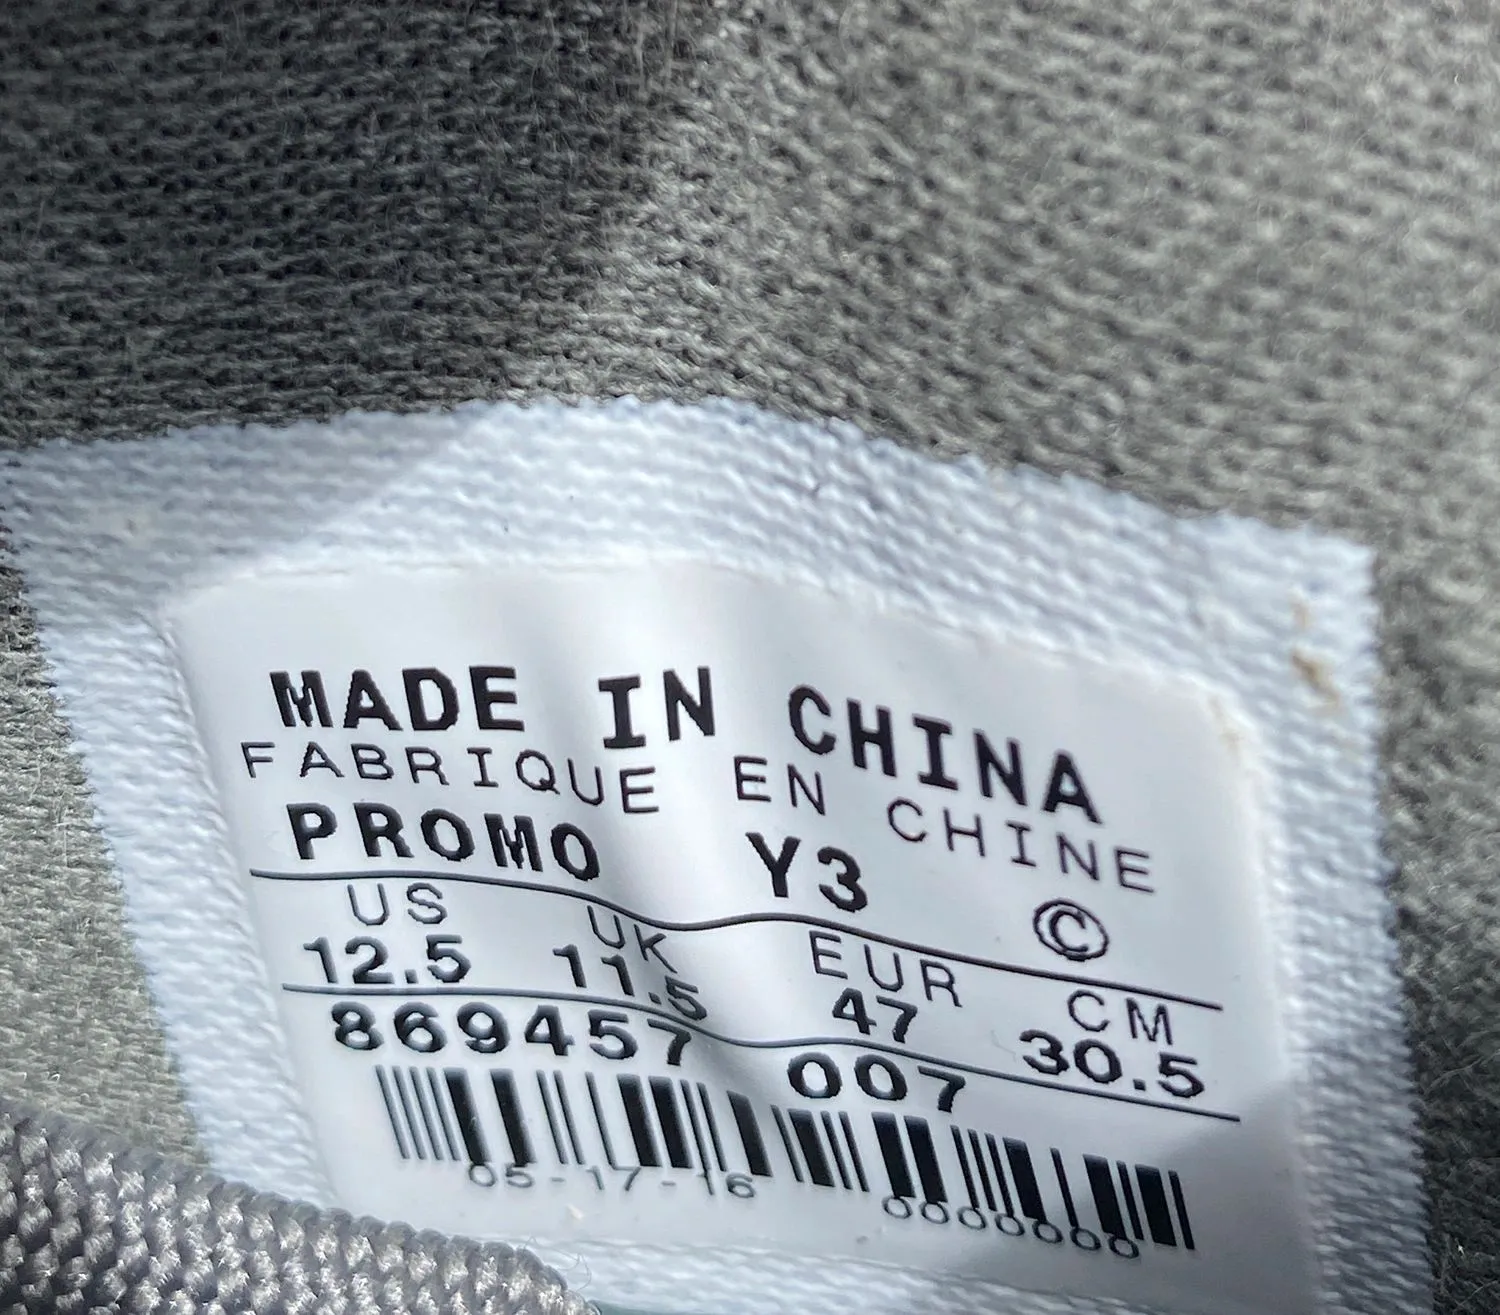 MADE IN CHINA
FABRIQUE EN CHINE
PROMO Y3 ©
US UK EUR CM
12.5 11.5 47 30.5
869457 007
05-17-16 0000000